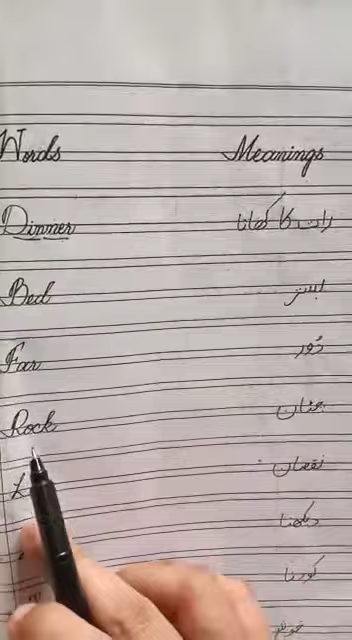 Words Meanings
Dinner رات کا کھانا
Bed بستر
Far دُور
Rock چٹان
نقصان
دیکھنا
کودنا